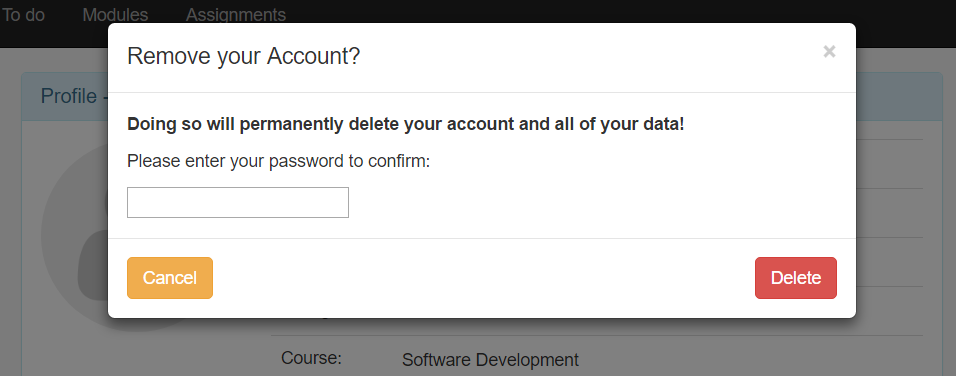 To do Modules Assignments
Remove your Account?
×
Profile -
Doing so will permanently delete your account and all of your data!
Please enter your password to confirm:
Cancel Delete
Course: Software Development